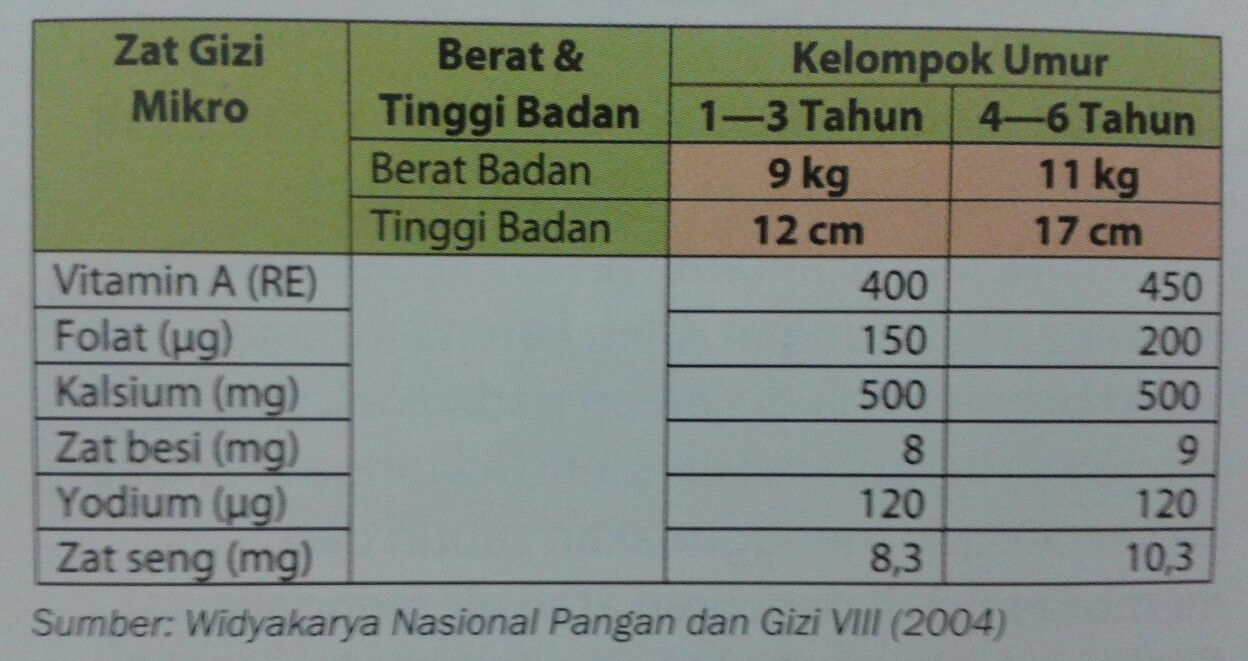 Zat Gizi Mikro Berat & Tinggi Badan Kelompok Umur
1—3 Tahun 4—6 Tahun
Berat Badan 9 kg 11 kg
Tinggi Badan 12 cm 17 cm
Vitamin A (RE) 400 450
Folat (µg) 150 200
Kalsium (mg) 500 500
Zat besi (mg) 8 9
Yodium (µg) 120 120
Zat seng (mg) 8,3 10,3
Sumber: Widyakarya Nasional Pangan dan Gizi VIII (2004)